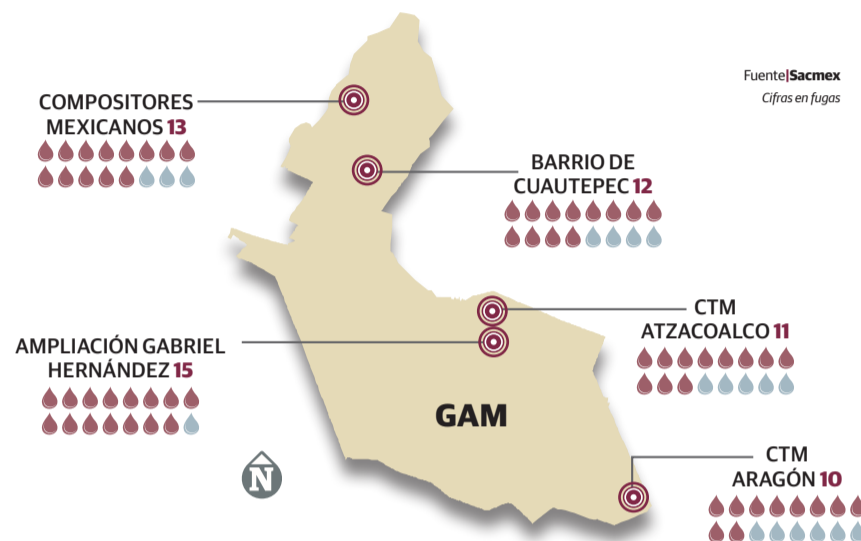 Fuente|Sacmex
Cifras en fugas
COMPOSITORES
MEXICANOS 13
BARRIO DE
CUAUTEPEC 12
CTM
ATZACOALCO 11
AMPLIACIÓN GABRIEL
HERNÁNDEZ 15
GAM
N
CTM
ARAGÓN 10